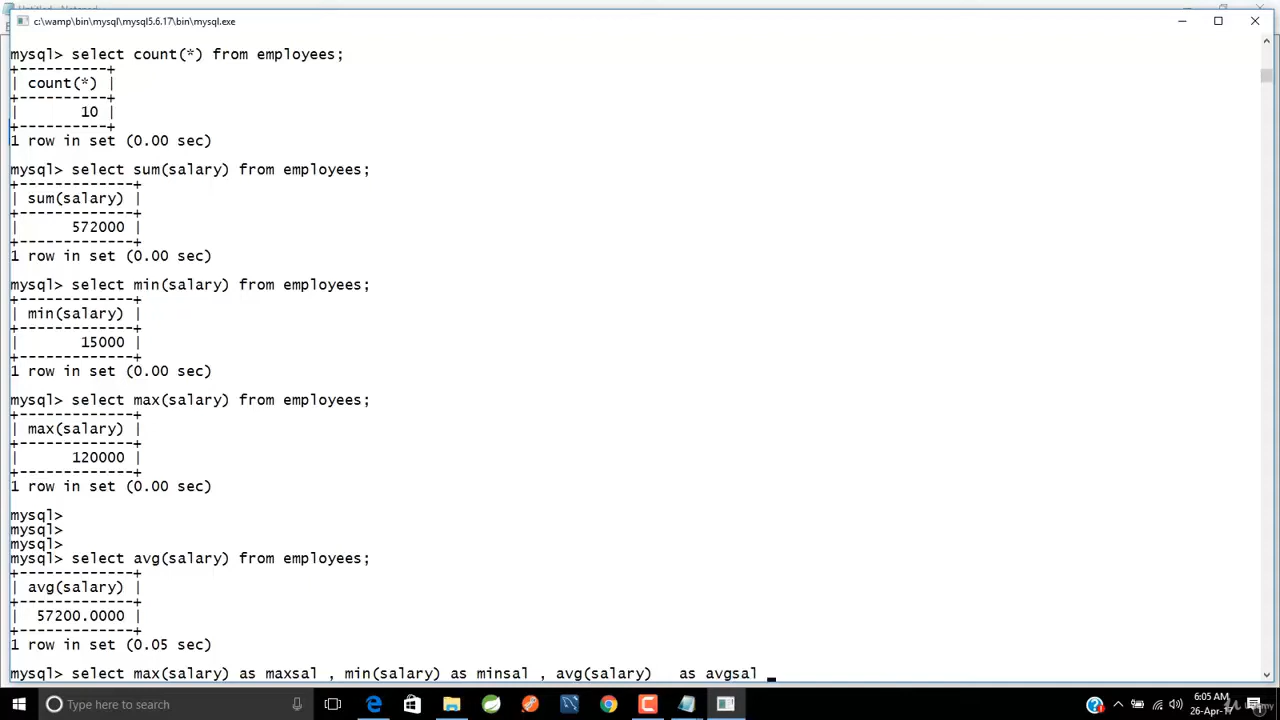 Untitled - Notepad
c:\wamp\bin\mysql\mysql5.6.17\bin\mysql.exe
mysql> select count(*) from employees;
+----------+
| count(*) |
+----------+
|       10 |
+----------+
1 row in set (0.00 sec)
mysql> select sum(salary) from employees;
+-------------+
| sum(salary) |
+-------------+
|      572000 |
+-------------+
1 row in set (0.00 sec)
mysql> select min(salary) from employees;
+-------------+
| min(salary) |
+-------------+
|       15000 |
+-------------+
1 row in set (0.00 sec)
mysql> select max(salary) from employees;
+-------------+
| max(salary) |
+-------------+
|      120000 |
+-------------+
1 row in set (0.00 sec)
mysql>
mysql>
mysql>
mysql> select avg(salary) from employees;
+-------------+
| avg(salary) |
+-------------+
|  57200.0000 |
+-------------+
1 row in set (0.05 sec)
mysql> select max(salary) as maxsal , min(salary) as minsal , avg(salary)   as avgsal _
Type here to search
6:05 AM
26-Apr-17
Udemy